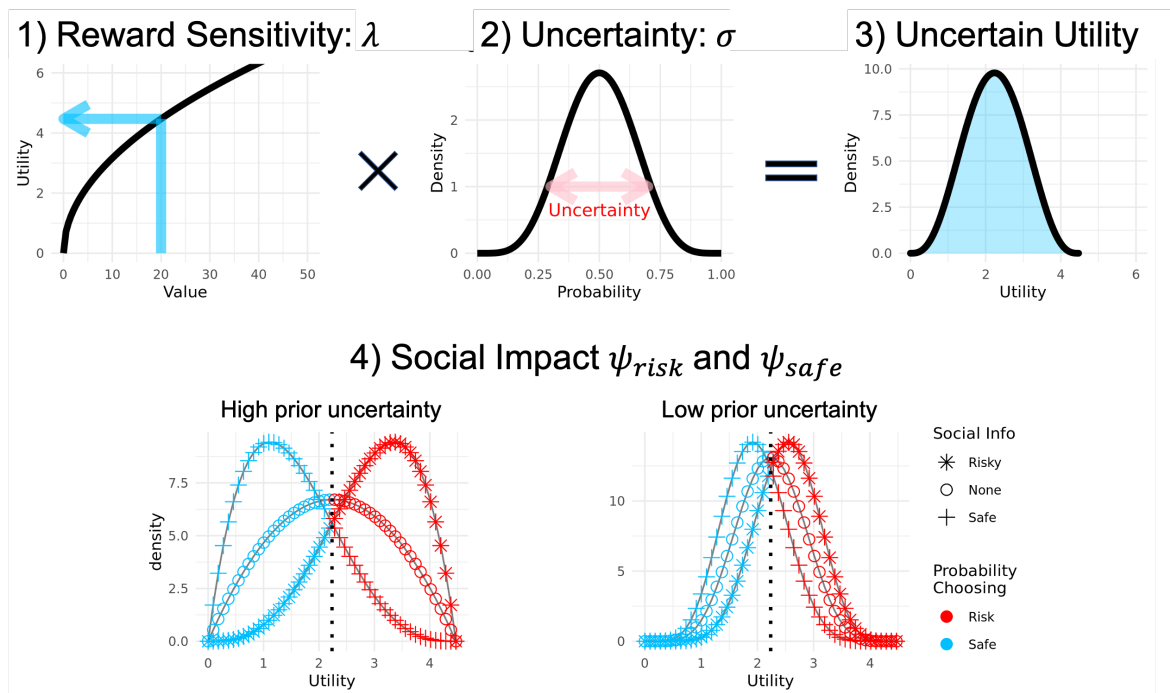 1) Reward Sensitivity: λ
2) Uncertainty: σ
3) Uncertain Utility
6
4
2
0
Utility
0 10 20 30 40 50
Value
2
1
0
Density
Uncertainty
0.00 0.25 0.50 0.75 1.00
Probability
10.0
7.5
5.0
2.5
0.0
Density
0 2 4 6
Utility
×
=
4) Social Impact ψrisk and ψsafe
High prior uncertainty
7.5
5.0
2.5
0.0
density
0 1 2 3 4
Utility
Low prior uncertainty
10
5
0
0 1 2 3 4
Utility
Social Info
Risky
None
Safe
Probability
Choosing
Risk
Safe